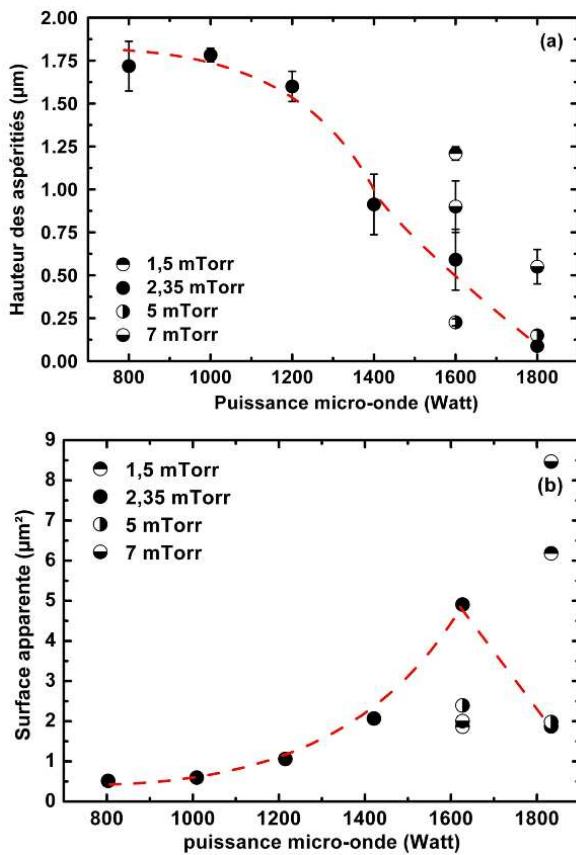 (a)
2.00
1.75
1.50
1.25
1.00
0.75
0.50
0.25
0.00
Hauteur des aspéritiés (µm)
1,5 mTorr
2,35 mTorr
5 mTorr
7 mTorr
800 1000 1200 1400 1600 1800
Puissance micro-onde (Watt)
(b)
9
8
7
6
5
4
3
2
1
0
Surface apparente (µm²)
1,5 mTorr
2,35 mTorr
5 mTorr
7 mTorr
800 1000 1200 1400 1600 1800
puissance micro-onde (Watt)